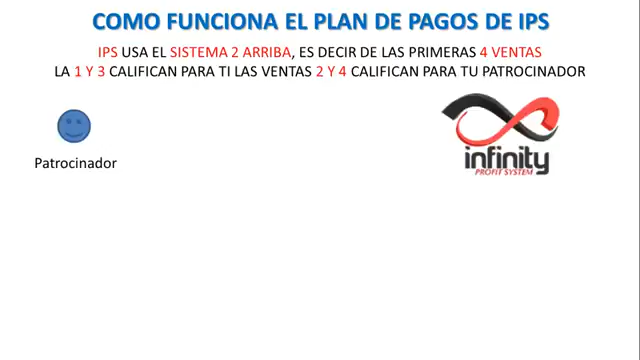 COMO FUNCIONA EL PLAN DE PAGOS DE IPS
IPS USA EL SISTEMA 2 ARRIBA, ES DECIR DE LAS PRIMERAS 4 VENTAS
LA 1 Y 3 CALIFICAN PARA TI LAS VENTAS 2 Y 4 CALIFICAN PARA TU PATROCINADOR
Patrocinador
infinity
PROFIT SYSTEM